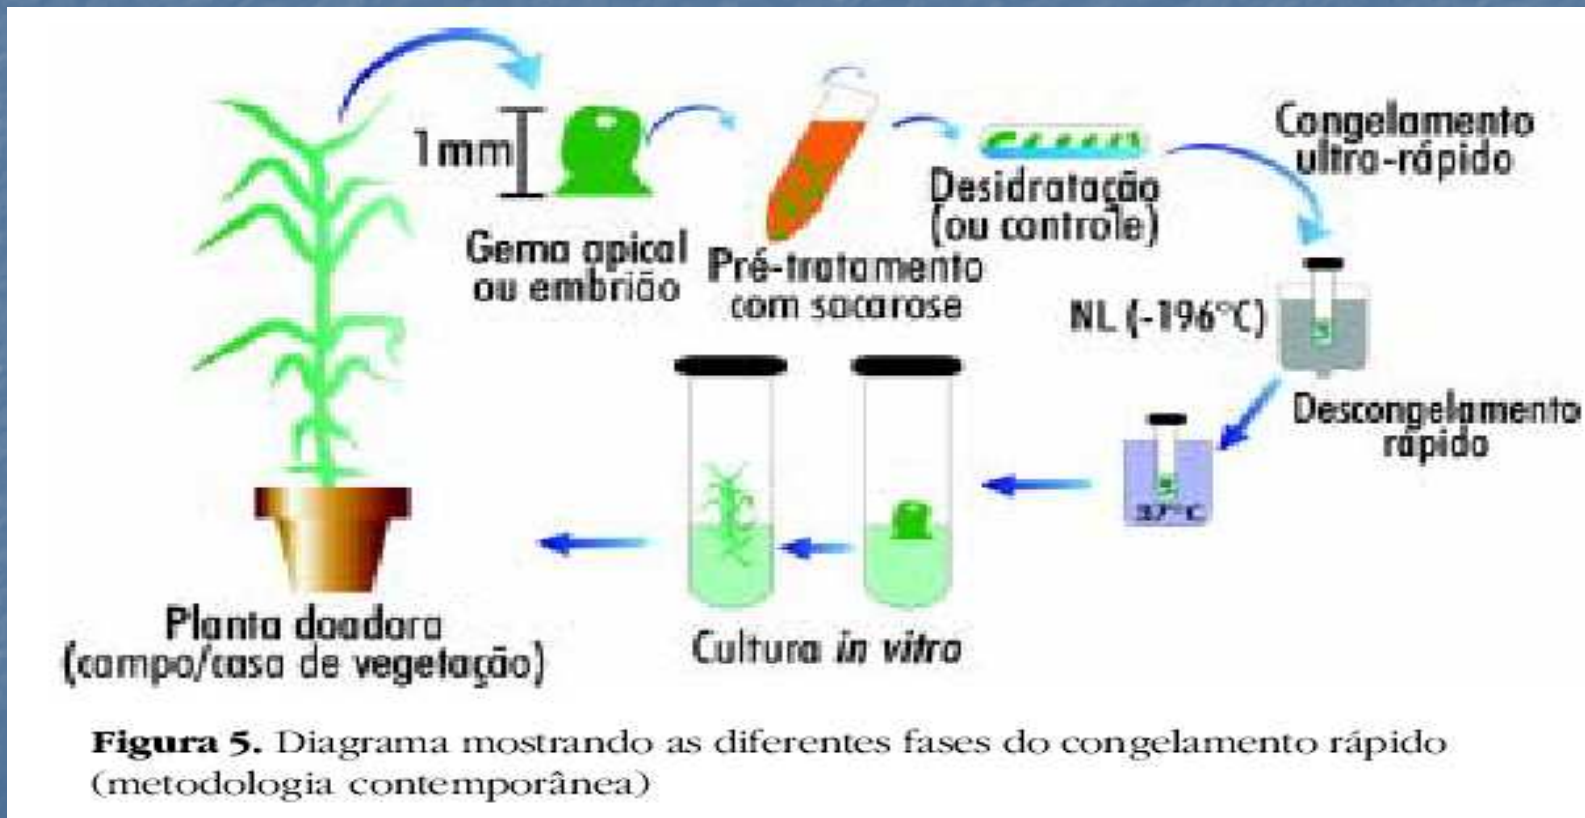 1mm
Gema apical
ou embrião
Pré-tratamento
com sacarose
Desidratação
(ou controle)
Congelamento
ultra-rápido
NL (-196°C)
Descongelamento
rápido
37°C
Cultura in vitro
Planta doadora
(campo/casa de vegetação)
Figura 5. Diagrama mostrando as diferentes fases do congelamento rápido
(metodologia contemporânea)